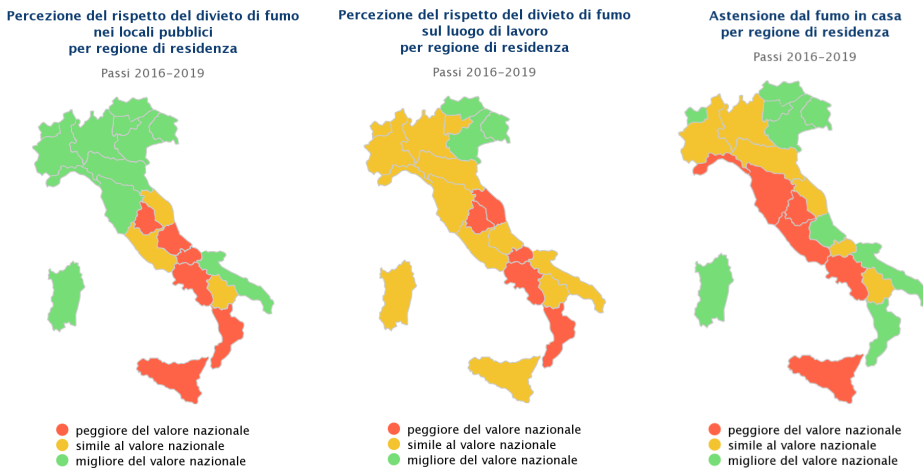 Percezione del rispetto del divieto di fumo
nei locali pubblici
per regione di residenza
Passi 2016-2019
peggiore del valore nazionale
simile al valore nazionale
migliore del valore nazionale
Percezione del rispetto del divieto di fumo
sul luogo di lavoro
per regione di residenza
Passi 2016-2019
peggiore del valore nazionale
simile al valore nazionale
migliore del valore nazionale
Astensione dal fumo in casa
per regione di residenza
Passi 2016-2019
peggiore del valore nazionale
simile al valore nazionale
migliore del valore nazionale